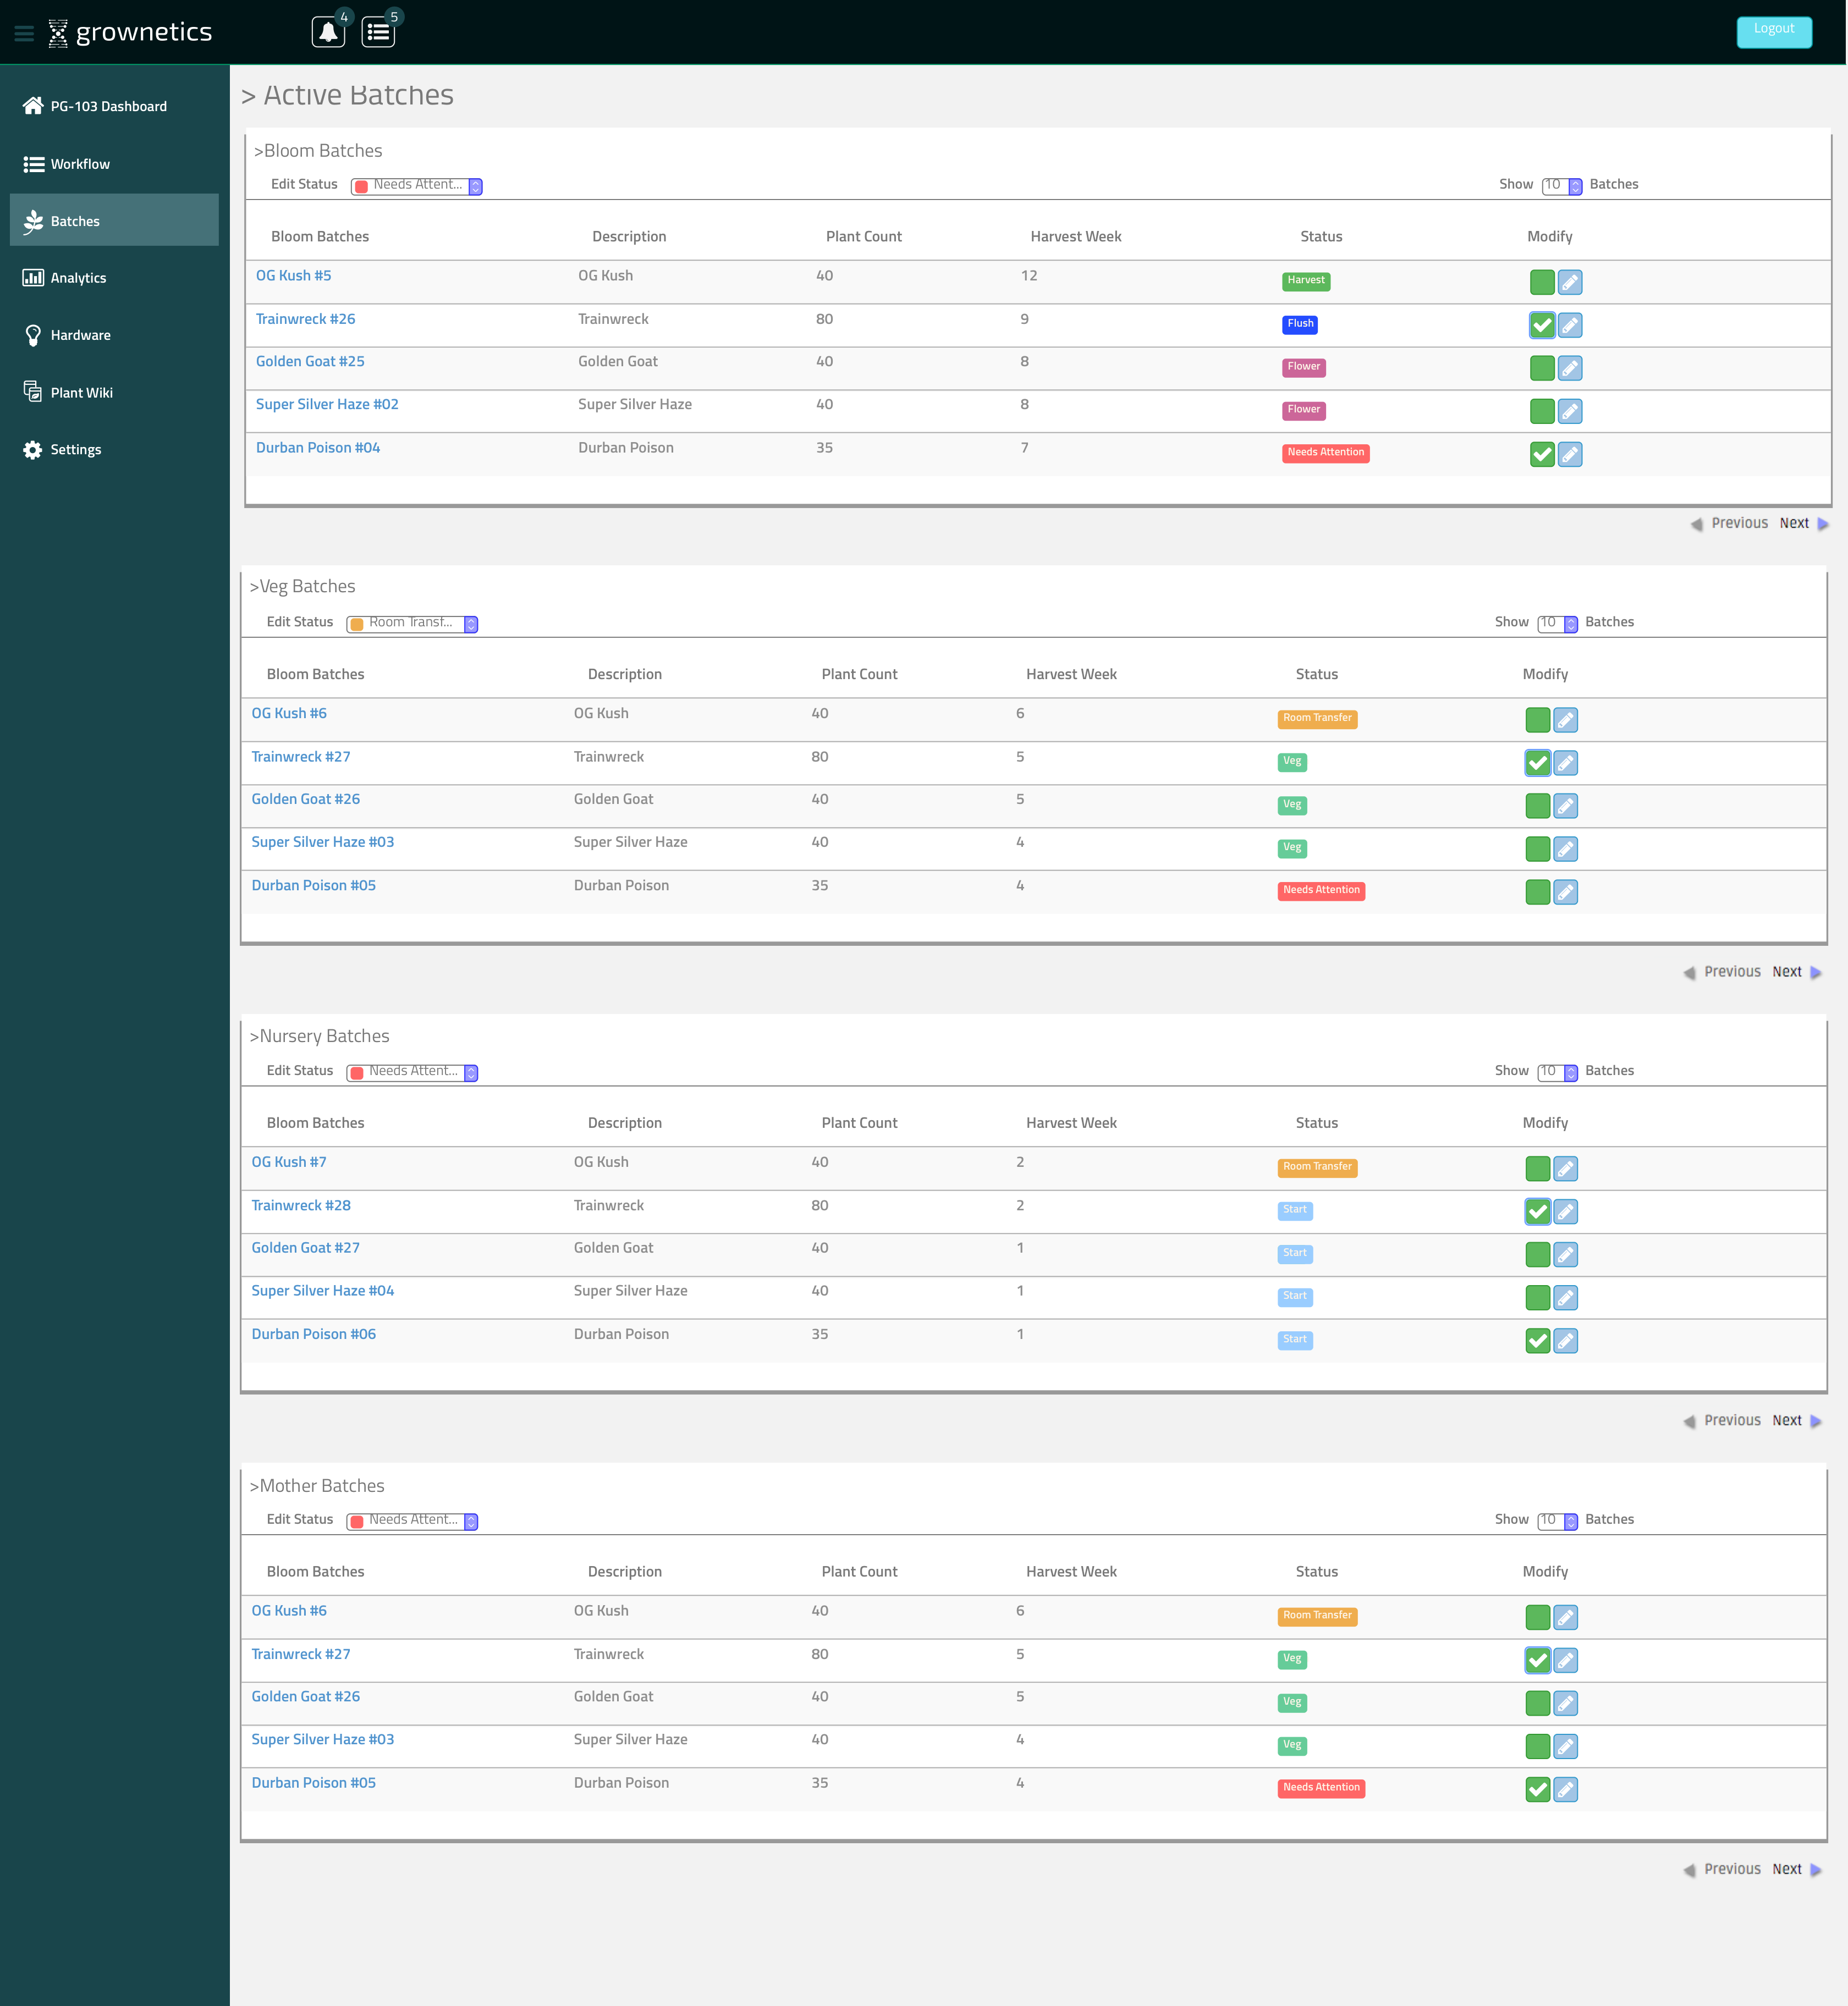 grownetics
4
5
Logout
PG-103 Dashboard
Workflow
Batches
Analytics
Hardware
Plant Wiki
Settings
> Active Batches
>Bloom Batches
Edit Status Needs Attent... Show 10 Batches
Bloom Batches Description Plant Count Harvest Week Status Modify
OG Kush #5 OG Kush 40 12 Harvest
Trainwreck #26 Trainwreck 80 9 Flush
Golden Goat #25 Golden Goat 40 8 Flower
Super Silver Haze #02 Super Silver Haze 40 8 Flower
Durban Poison #04 Durban Poison 35 7 Needs Attention
Previous Next
>Veg Batches
Edit Status Room Transf... Show 10 Batches
Bloom Batches Description Plant Count Harvest Week Status Modify
OG Kush #6 OG Kush 40 6 Room Transfer
Trainwreck #27 Trainwreck 80 5 Veg
Golden Goat #26 Golden Goat 40 5 Veg
Super Silver Haze #03 Super Silver Haze 40 4 Veg
Durban Poison #05 Durban Poison 35 4 Needs Attention
Previous Next
>Nursery Batches
Edit Status Needs Attent... Show 10 Batches
Bloom Batches Description Plant Count Harvest Week Status Modify
OG Kush #7 OG Kush 40 2 Room Transfer
Trainwreck #28 Trainwreck 80 2 Start
Golden Goat #27 Golden Goat 40 1 Start
Super Silver Haze #04 Super Silver Haze 40 1 Start
Durban Poison #06 Durban Poison 35 1 Start
Previous Next
>Mother Batches
Edit Status Needs Attent... Show 10 Batches
Bloom Batches Description Plant Count Harvest Week Status Modify
OG Kush #6 OG Kush 40 6 Room Transfer
Trainwreck #27 Trainwreck 80 5 Veg
Golden Goat #26 Golden Goat 40 5 Veg
Super Silver Haze #03 Super Silver Haze 40 4 Veg
Durban Poison #05 Durban Poison 35 4 Needs Attention
Previous Next